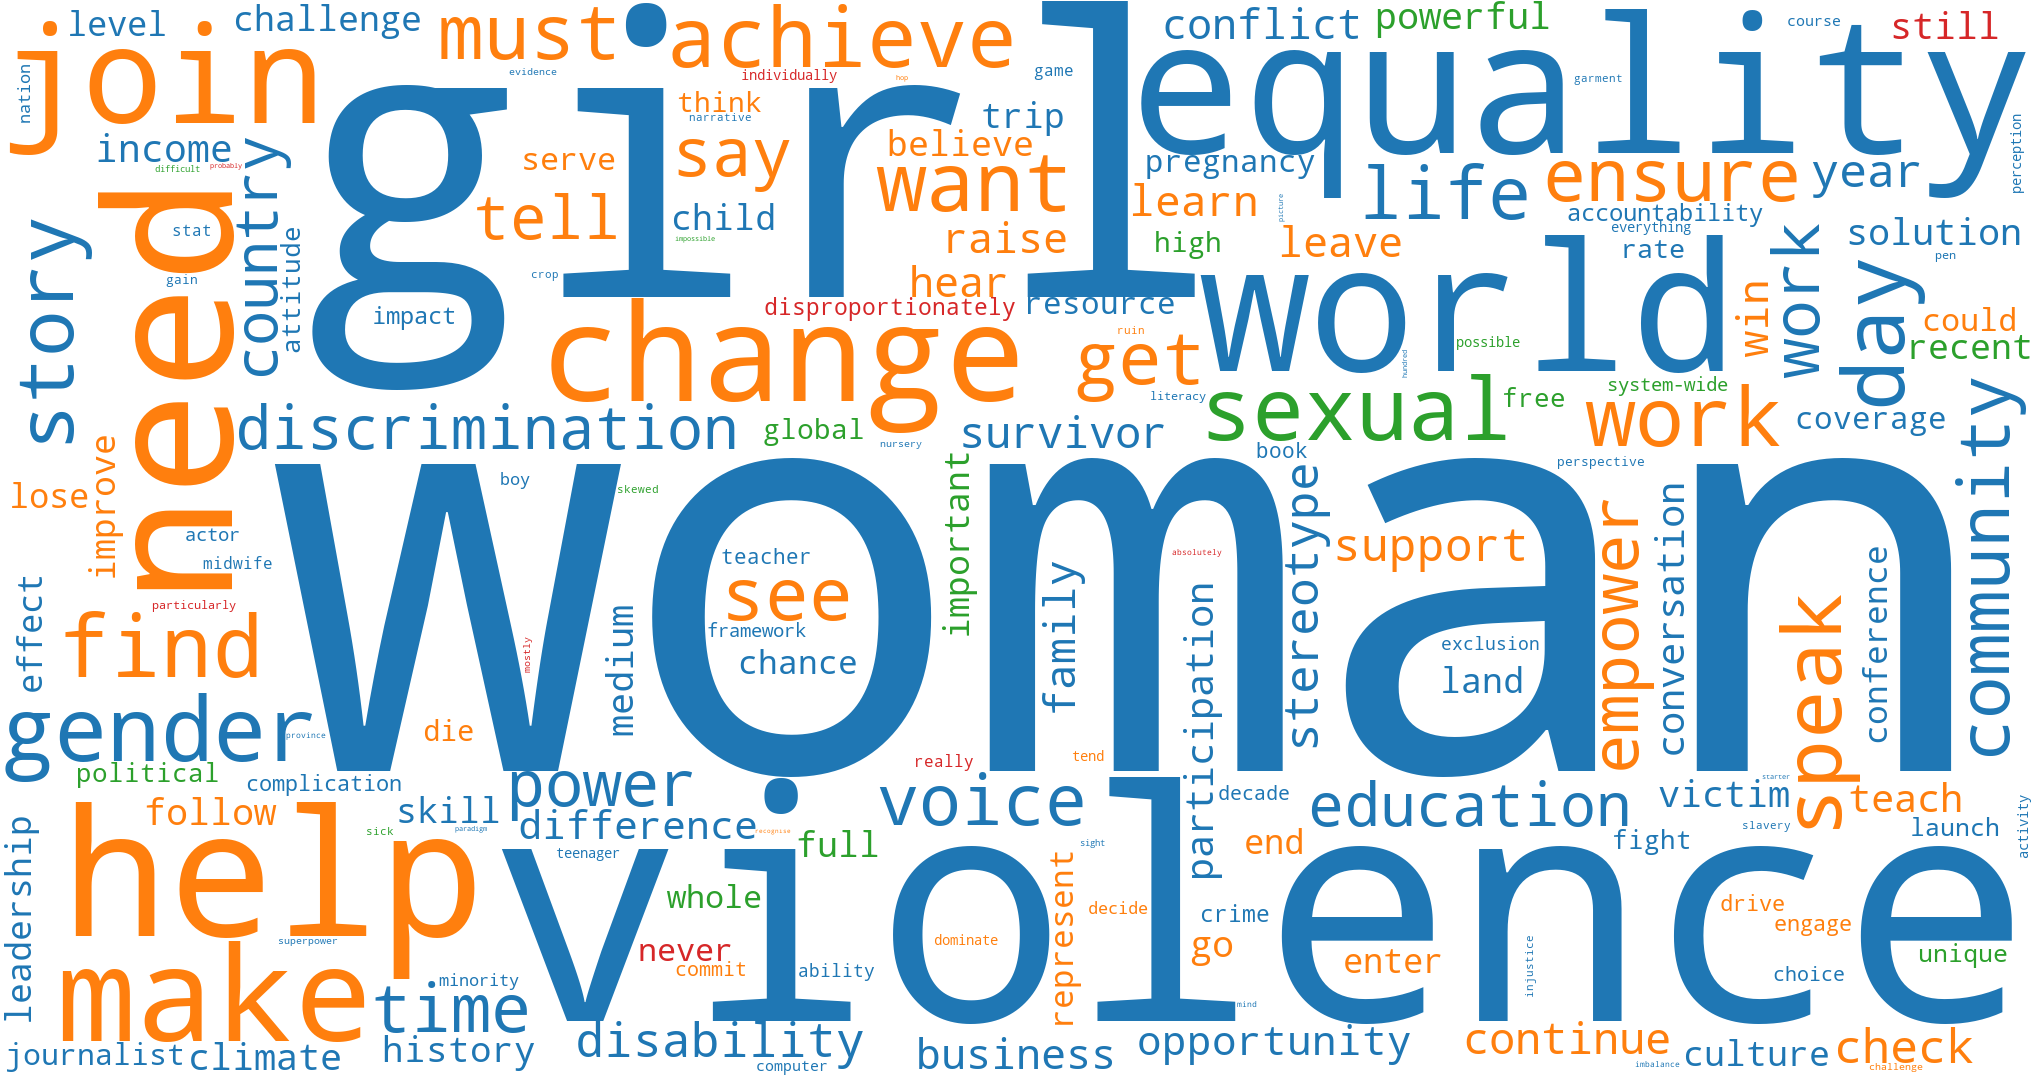 level
challenge
must
achieve
conflict
powerful
course
still
join
girl
equality
nation
evidence
individually
hop
game
garment
think
narrative
trip
perception
income
country
difficult
probably
serve
say
believe
want
pregnancy
life
ensure
year
need
story
stat
attitude
tell
child
impossible
learn
picture
accountability
everything
rate
solution
raise
high
leave
world
work
day
pen
gain
crop
hear
impact
disproportionately
resource
win
could
recent
change
ruin
get
possible
hundred
system-wide
literacy
sexual
free
work
coverage
discrimination
global
nursery
survivor
book
perspective
community
improve
lose
boy
skewed
woman
important
stereotype
support
empower
conversation
actor
midwife
teacher
see
absolutely
family
speak
conference
effect
particularly
mostly
medium
framework
chance
participation
exclusion
land
find
gender
province
die
really
tend
political
complication
power
starter
follow
skill
paradigm
difference
recognise
voice
decade
education
victim
teach
leadership
help
sick
teenager
full
sight
end
fight
slavery
launch
activity
violence
whole
represent
decide
crime
drive
engage
superpower
never
dominate
go
enter
injustice
unique
make
minority
commit
ability
choice
time
mind
journalist
climate
history
disability
computer
business
opportunity
continue
imbalance
culture
check
challenge